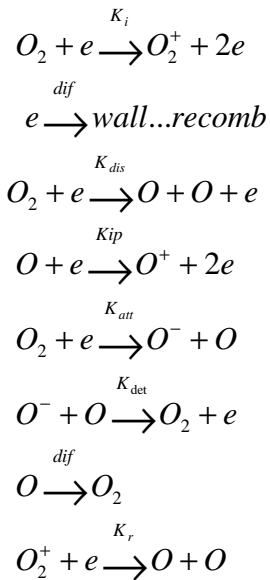 K_i
O_2 + e ⟶ O_2^+ + 2e
dif
e ⟶ wall...recomb
K_dis
O_2 + e ⟶ O + O + e
Kip
O + e ⟶ O^+ + 2e
K_att
O_2 + e ⟶ O^- + O
K_det
O^- + O ⟶ O_2 + e
dif
O ⟶ O_2
K_r
O_2^+ + e ⟶ O + O